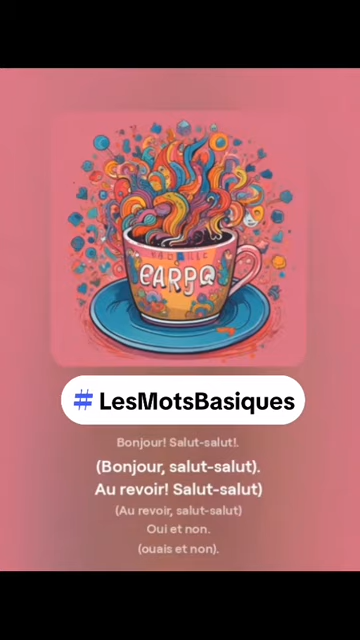 EARPQ
# LesMotsBasiques
Bonjour! Salut-salut!.
(Bonjour, salut-salut).
Au revoir! Salut-salut)
(Au revoir, salut-salut)
Oui et non.
(ouais et non).